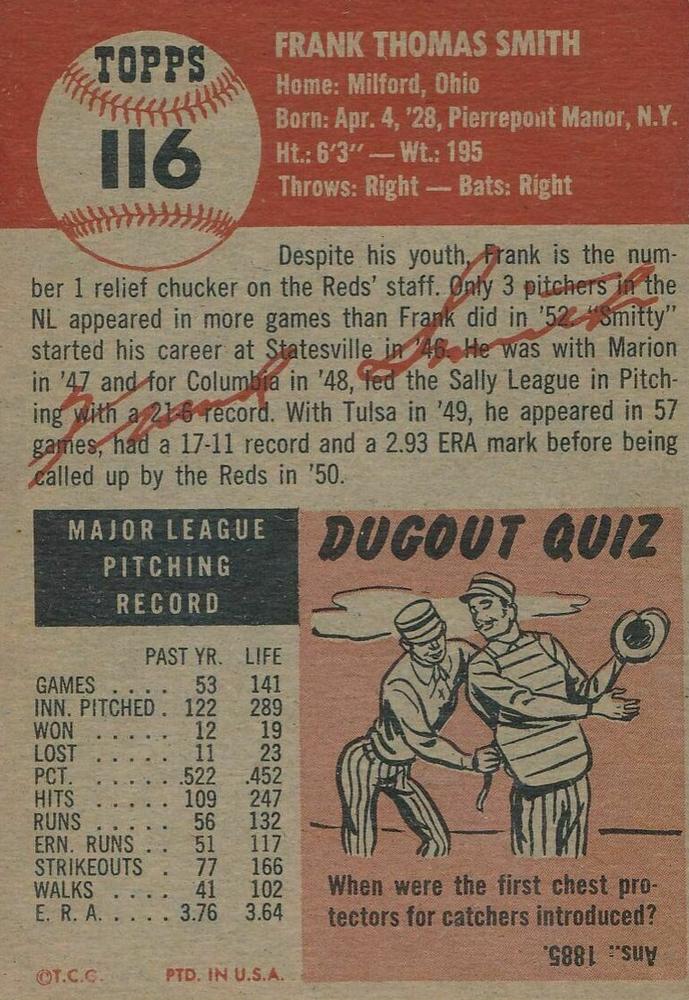 TOPPS
116
FRANK THOMAS SMITH
Home: Milford, Ohio
Born: Apr. 4, '28, Pierrepont Manor, N.Y.
Ht.: 6'3" — Wt.: 195
Throws: Right — Bats: Right
Despite his youth, Frank is the num-
ber 1 relief chucker on the Reds' staff. Only 3 pitchers in the
NL appeared in more games than Frank did in '52. "Smitty"
started his career at Statesville in '46. He was with Marion
in '47 and for Columbia in '48, led the Sally League in Pitch-
ing with a 21-6 record. With Tulsa in '49, he appeared in 57
games, had a 17-11 record and a 2.93 ERA mark before being
called up by the Reds in '50.
Frank Smith
MAJOR LEAGUE
PITCHING
RECORD
PAST YR. LIFE
GAMES .... 53 141
INN. PITCHED . 122 289
WON ..... 12 19
LOST ..... 11 23
PCT. ...... .522 .452
HITS ..... 109 247
RUNS ..... 56 132
ERN. RUNS .. 51 117
STRIKEOUTS . 77 166
WALKS .... 41 102
E. R. A. ..... 3.76 3.64
©T.C.G. PTD. IN U.S.A.
DUGOUT QUIZ
When were the first chest pro-
tectors for catchers introduced?
Ans.: 1885.